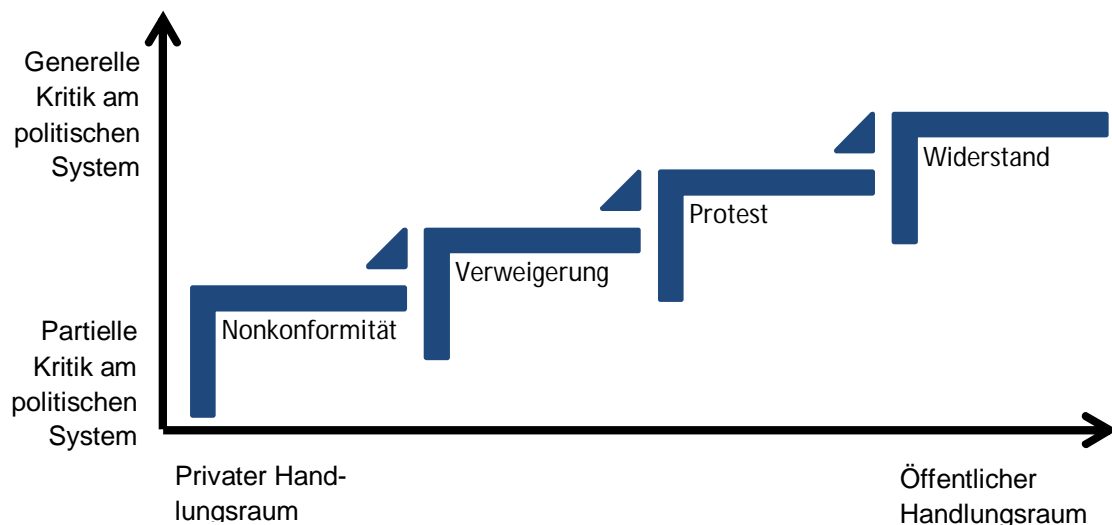 Generelle
Kritik am
politischen
System
Widerstand
Protest
Verweigerung
Nonkonformität
Partielle
Kritik am
politischen
System
Privater Hand-
lungsraum
Öffentlicher
Handlungsraum